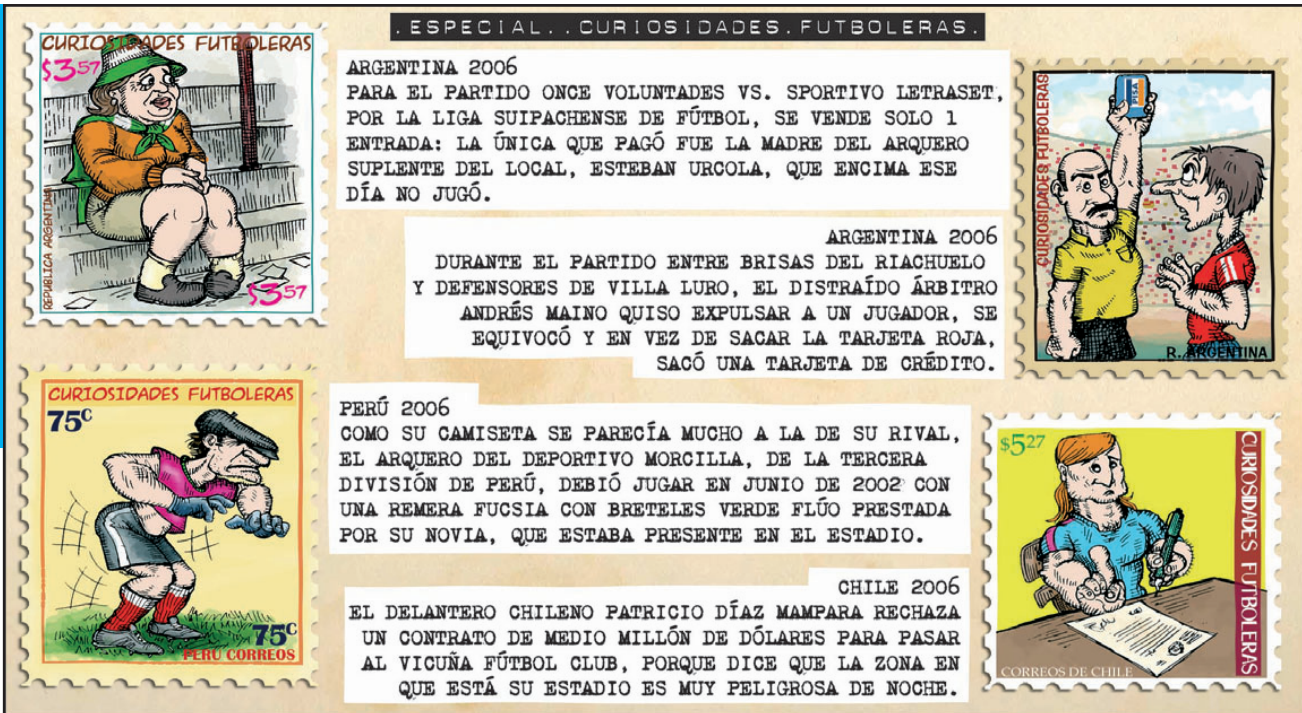 .ESPECIAL..CURIOSIDADES.FUTBOLERAS.
CURIOSIDADES FUTBOLERAS
$3.57
REPUBLICA ARGENTINA
$3.57
ARGENTINA 2006
PARA EL PARTIDO ONCE VOLUNTADES VS. SPORTIVO LETRASET,
POR LA LIGA SUIPACHENSE DE FÚTBOL, SE VENDE SOLO 1
ENTRADA: LA ÚNICA QUE PAGÓ FUE LA MADRE DEL ARQUERO
SUPLENTE DEL LOCAL, ESTEBAN URCOLA, QUE ENCIMA ESE
DÍA NO JUGÓ.
CURIOSIDADES FUTBOLERAS
PISA
R. ARGENTINA
ARGENTINA 2006
DURANTE EL PARTIDO ENTRE BRISAS DEL RIACHUELO
Y DEFENSORES DE VILLA LURO, EL DISTRAÍDO ÁRBITRO
ANDRÉS MAINO QUISO EXPULSAR A UN JUGADOR, SE
EQUIVOCÓ Y EN VEZ DE SACAR LA TARJETA ROJA,
SACÓ UNA TARJETA DE CRÉDITO.
CURIOSIDADES FUTBOLERAS
75c
75c
PERU CORREOS
PERÚ 2006
COMO SU CAMISETA SE PARECÍA MUCHO A LA DE SU RIVAL,
EL ARQUERO DEL DEPORTIVO MORCILLA, DE LA TERCERA
DIVISIÓN DE PERÚ, DEBIÓ JUGAR EN JUNIO DE 2002 CON
UNA REMERA FUCSIA CON BRETELES VERDE FLÚO PRESTADA
POR SU NOVIA, QUE ESTABA PRESENTE EN EL ESTADIO.
$5.27
CURIOSIDADES FUTBOLERAS
CORREOS DE CHILE
CHILE 2006
EL DELANTERO CHILENO PATRICIO DÍAZ MAMPARA RECHAZA
UN CONTRATO DE MEDIO MILLÓN DE DÓLARES PARA PASAR
AL VICUÑA FÚTBOL CLUB, PORQUE DICE QUE LA ZONA EN
QUE ESTÁ SU ESTADIO ES MUY PELIGROSA DE NOCHE.